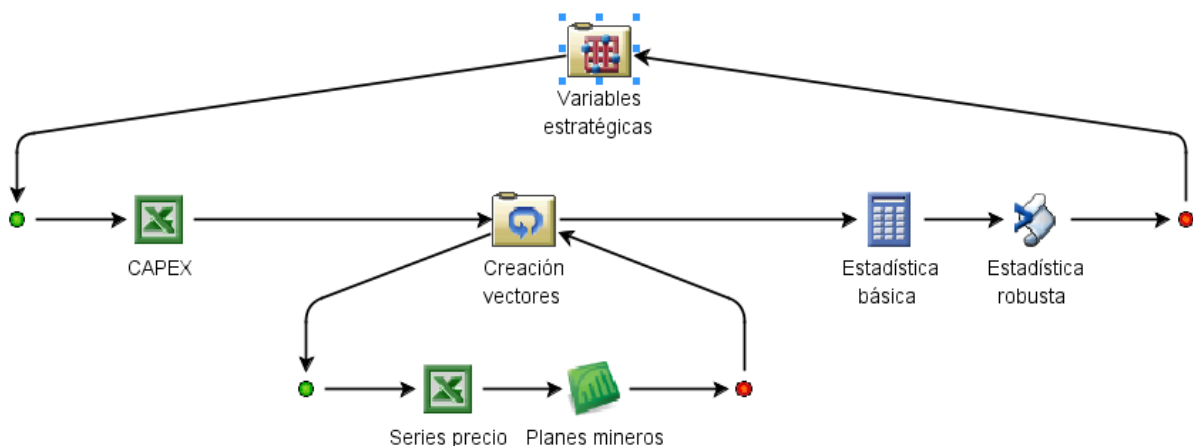 Variables
estratégicas
CAPEX
Creación
vectores
Estadística
básica
Estadística
robusta
Series precio
Planes mineros